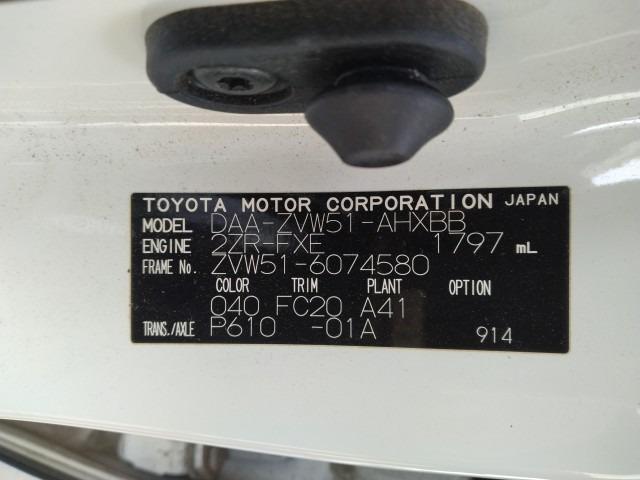 TOYOTA MOTOR CORPORATION JAPAN
MODEL DAA-ZVW51-AHXBB
ENGINE 2ZR-FXE 1797 mL
FRAME No. ZVW51-6074580
COLOR TRIM PLANT OPTION
040 FC20 A41
TRANS./AXLE P610 -01A 914